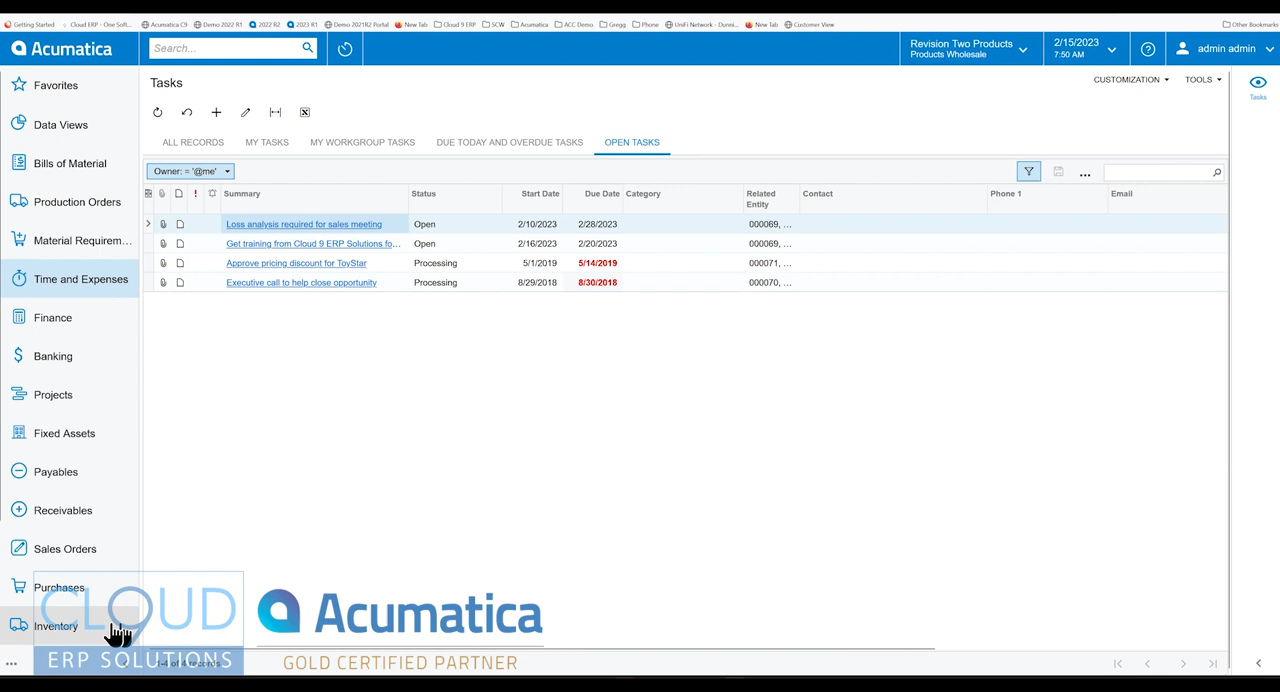 Getting Started Cloud ERP - One Soft... Acumatica C9 Demo 2022 R1 2022 R2 2023 R1 Demo 2021R2 Portal New Tab Cloud 9 ERP SCW Acumatica ACC Demo Gregg Phone UniFi Network - Dunni... New Tab Customer View Other Bookmarks
Acumatica
Search...
Revision Two Products
Products Wholesale
2/15/2023
7:50 AM
admin admin
Favorites
Data Views
Bills of Material
Production Orders
Material Requirem...
Time and Expenses
Finance
Banking
Projects
Fixed Assets
Payables
Receivables
Sales Orders
Purchases
Inventory
Tasks
CUSTOMIZATION TOOLS
Tasks
ALL RECORDS MY TASKS MY WORKGROUP TASKS DUE TODAY AND OVERDUE TASKS OPEN TASKS
Owner: = '@me'
Summary Status Start Date Due Date Category Related Entity Contact Phone 1 Email
Loss analysis required for sales meeting Open 2/10/2023 2/28/2023 000069, ...
Get training from Cloud 9 ERP Solutions fo... Open 2/16/2023 2/20/2023 000069, ...
Approve pricing discount for ToyStar Processing 5/1/2019 5/14/2019 000071, ...
Executive call to help close opportunity Processing 8/29/2018 8/30/2018 000070, ...
CLOUD 9
ERP SOLUTIONS
1-4 of 4 records
Acumatica
GOLD CERTIFIED PARTNER